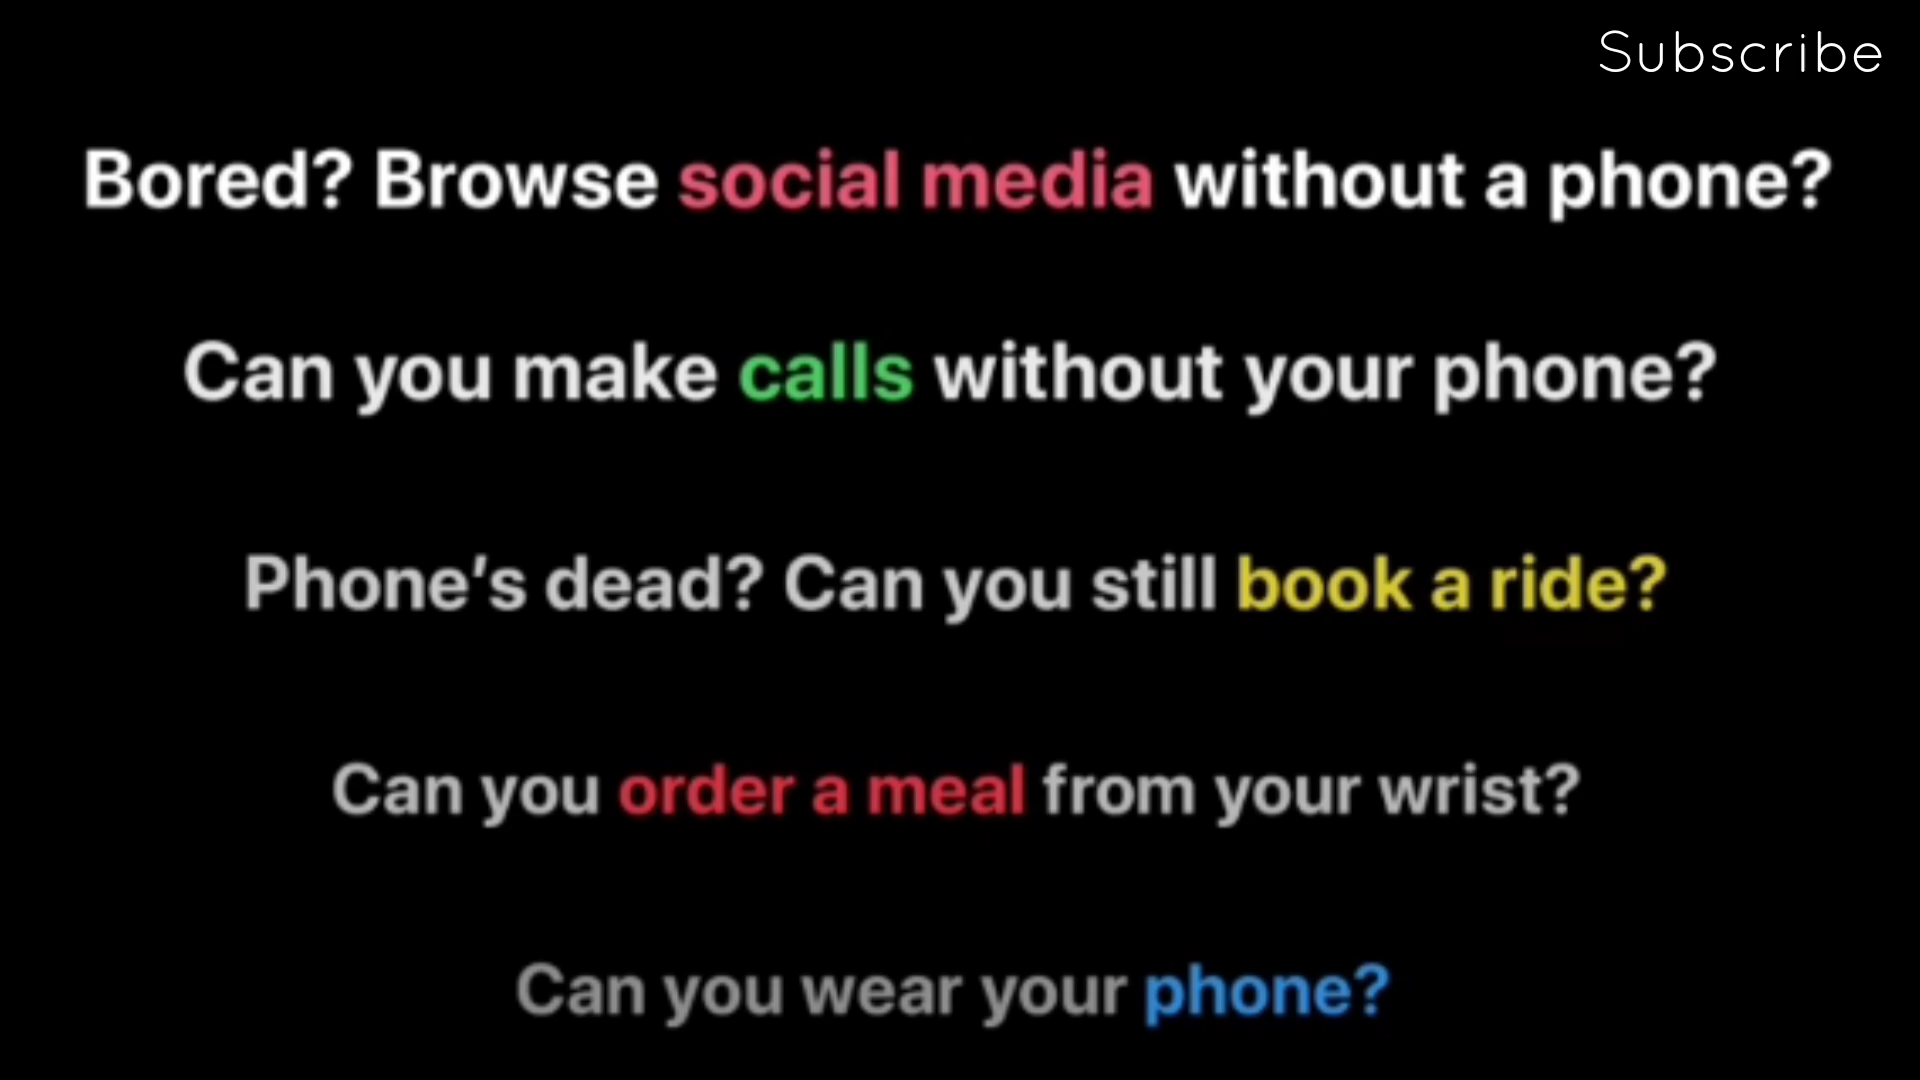 Subscribe
Bored? Browse social media without a phone?
Can you make calls without your phone?
Phone’s dead? Can you still book a ride?
Can you order a meal from your wrist?
Can you wear your phone?